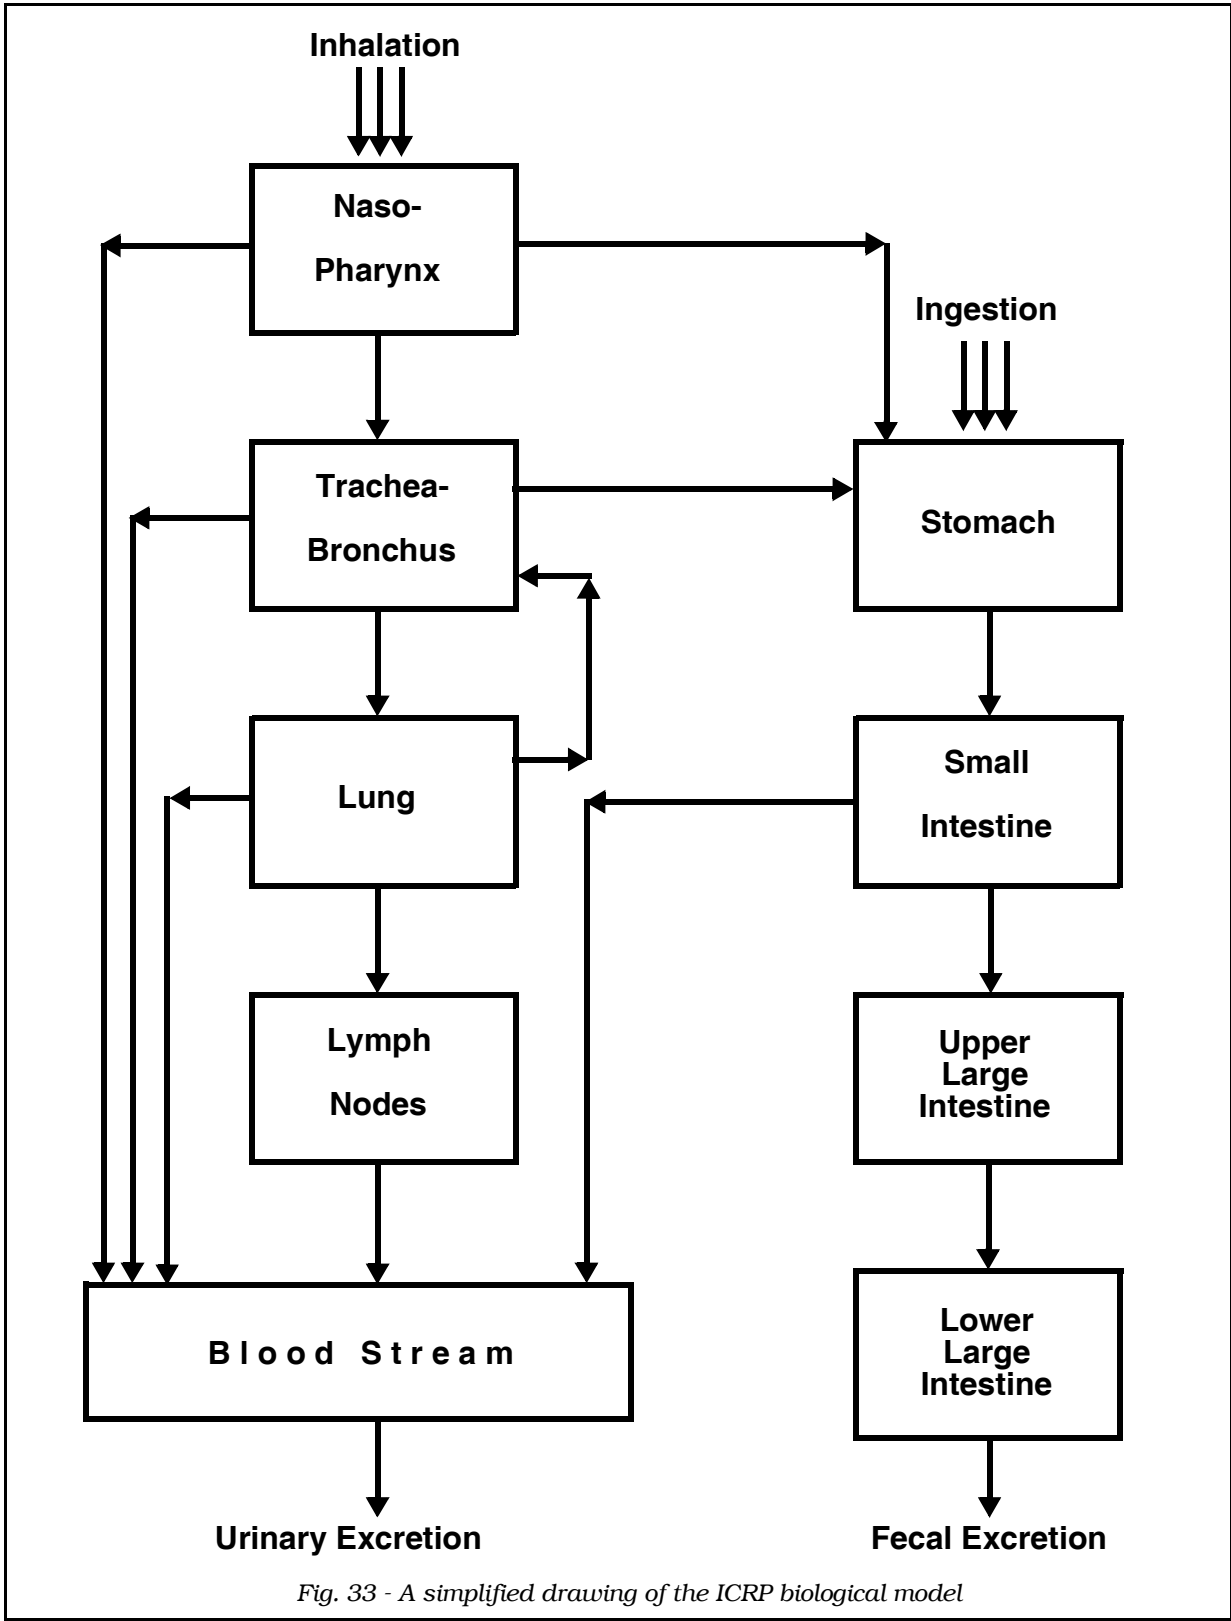 Inhalation
Naso-
Pharynx
Ingestion
Trachea-
Bronchus
Stomach
Lung
Small
Intestine
Lymph
Nodes
Upper
Large
Intestine
Blood Stream
Lower
Large
Intestine
Urinary Excretion
Fecal Excretion
Fig. 33 - A simplified drawing of the ICRP biological model